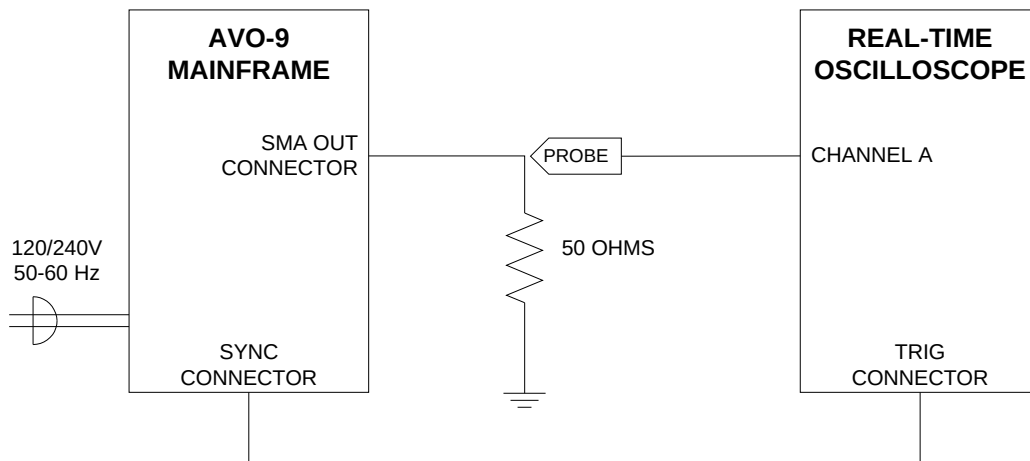 AVO-9
MAINFRAME
REAL-TIME
OSCILLOSCOPE
SMA OUT
CONNECTOR
PROBE
CHANNEL A
120/240V
50-60 Hz
50 OHMS
SYNC
CONNECTOR
TRIG
CONNECTOR